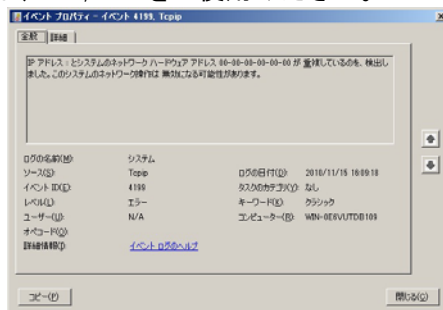 イベント プロパティ - イベント 4199, Tcpip
全般
詳細
IP アドレス : とシステムのネットワーク ハードウェア アドレス 00-00-00-00-00-00 が 重複しているのを、検出し
ました。このシステムのネットワーク操作は 無効になる可能性があります。
ログの名前(M): システム
ソース(S): Tcpip ログの日付(D): 2010/11/15 16:09:18
イベント ID(E): 4199 タスクのカテゴリ(Y): なし
レベル(L): エラー キーワード(K): クラシック
ユーザー(U): N/A コンピューター(R): WIN-0E8VUTDB109
オペコード(O):
詳細情報(I): イベント ログのヘルプ
コピー(P) 閉じる(C)